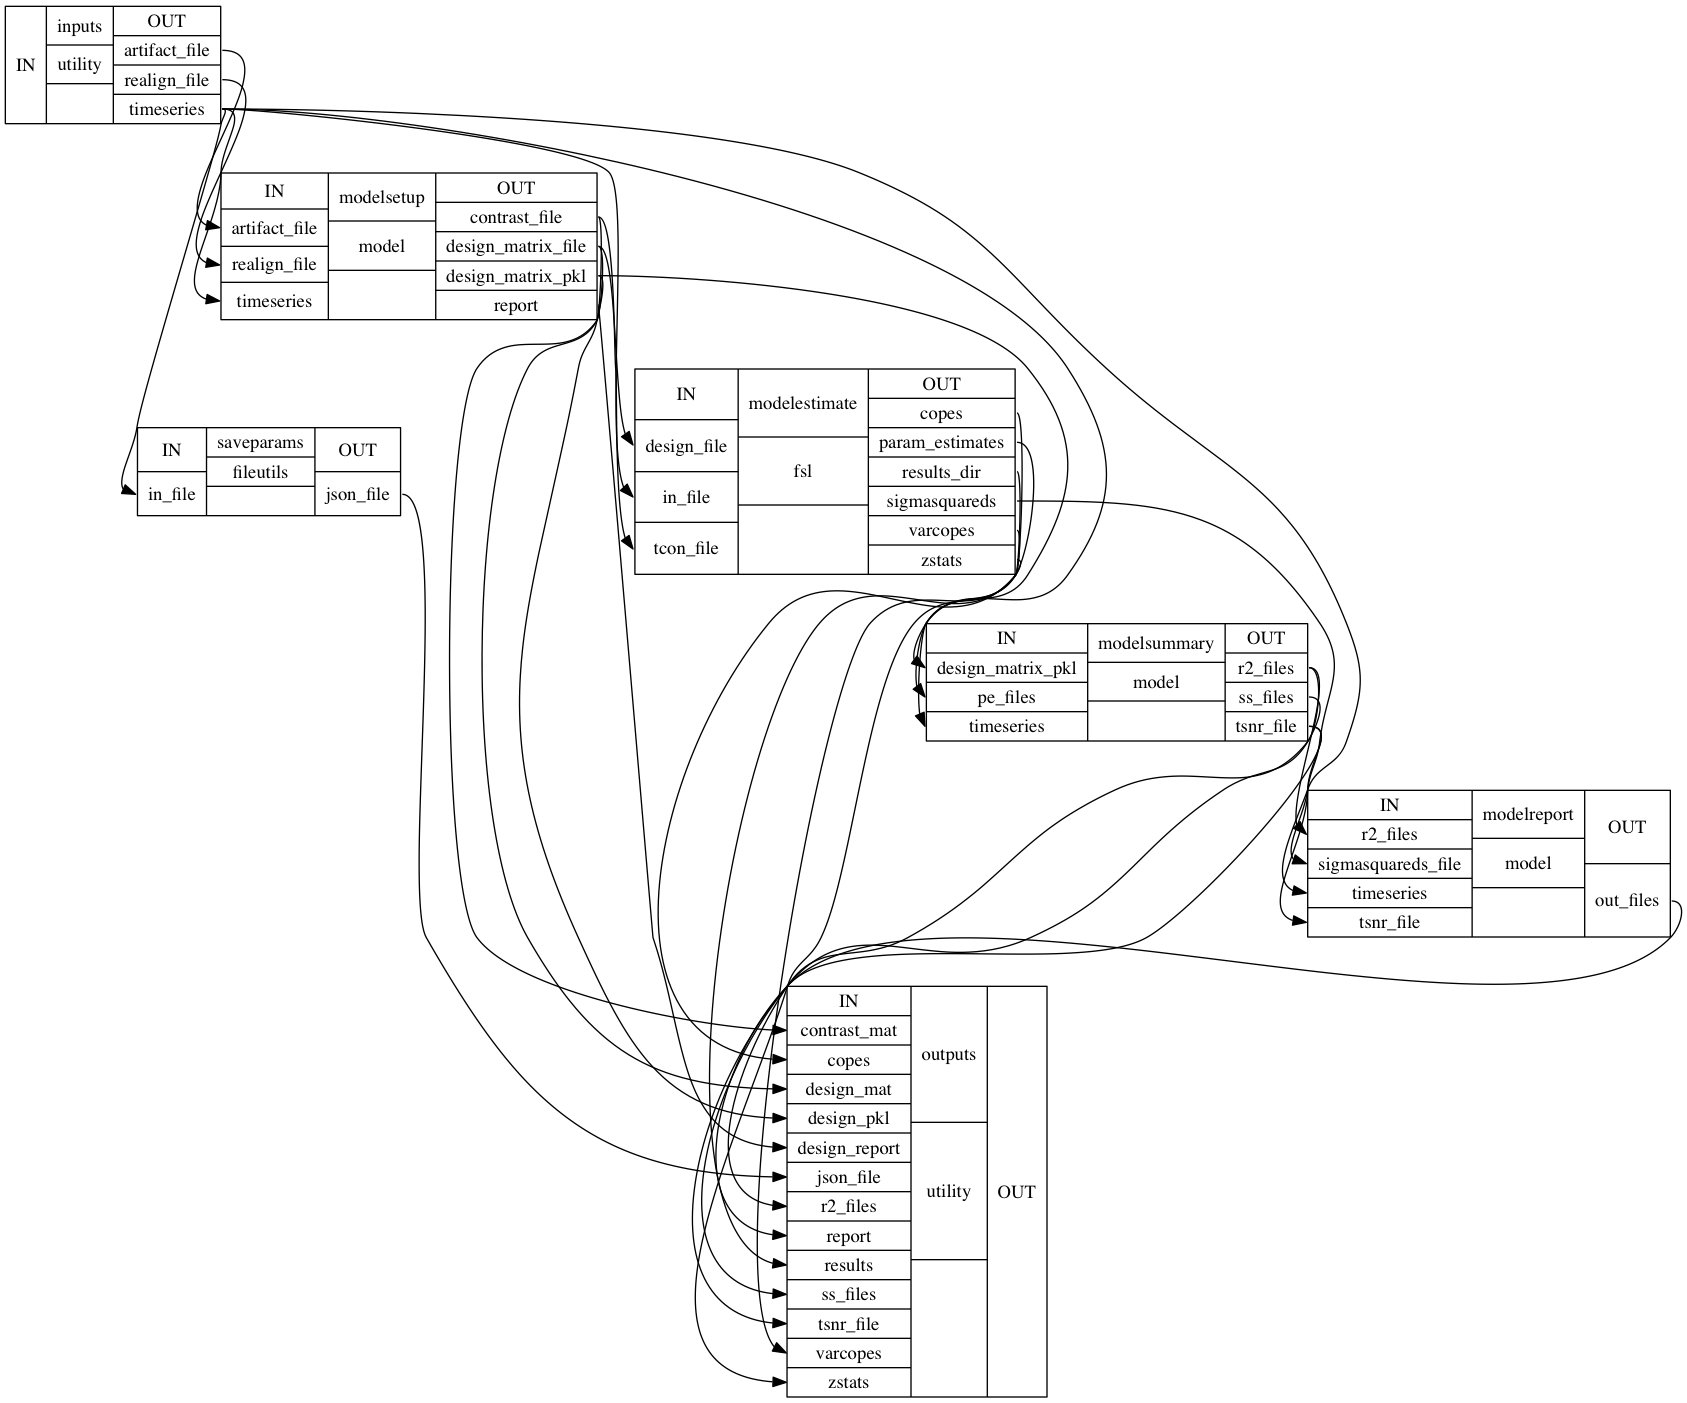 IN
inputs
utility
OUT
artifact_file
realign_file
timeseries
IN
artifact_file
realign_file
timeseries
modelsetup
model
OUT
contrast_file
design_matrix_file
design_matrix_pkl
report
IN
in_file
saveparams
fileutils
OUT
json_file
IN
design_file
in_file
tcon_file
modelestimate
fsl
OUT
copes
param_estimates
results_dir
sigmasquareds
varcopes
zstats
IN
design_matrix_pkl
pe_files
timeseries
modelsummary
model
OUT
r2_files
ss_files
tsnr_file
IN
r2_files
sigmasquareds_file
timeseries
tsnr_file
modelreport
model
OUT
out_files
IN
contrast_mat
copes
design_mat
design_pkl
design_report
json_file
r2_files
report
results
ss_files
tsnr_file
varcopes
zstats
outputs
utility
OUT